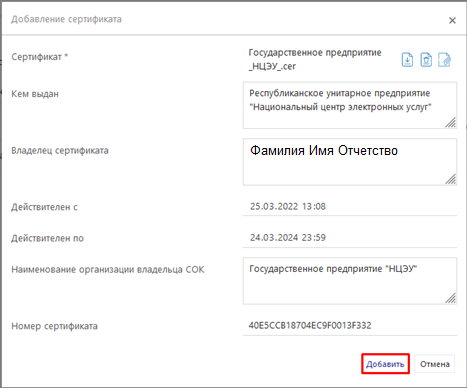 Добавление сертификата
×
Сертификат * Государственное предприятие
_НЦЭУ_.cer
Кем выдан Республиканское унитарное предприятие
"Национальный центр электронных услуг"
Владелец сертификата Фамилия Имя Отчетство
Действителен с 25.03.2022 13:08
Действителен по 24.03.2024 23:59
Наименование организации владельца СОК Государственное предприятие "НЦЭУ"
Номер сертификата 40E5CCB18704EC9F0013F332
Добавить Отмена